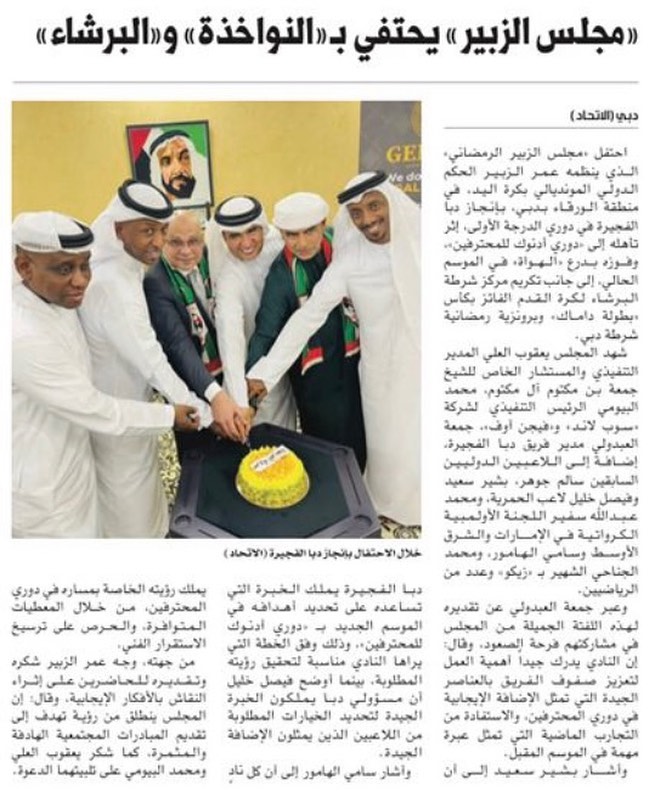 «مجلس الزبير» يحتفي بـ«النواخذة» و«البرشاء»
دبي (الاتحاد)
احتفل «مجلس الزبير الرمضاني»
الذي ينظمه عمر الزبير الحكم
الدولي المونديالي بكرة اليد، في
منطقة الورقاء بدبي، بإنجاز دبا
الفجيرة في دوري الدرجة الأولى، إثر
تأهله إلى «دوري أدنوك للمحترفين»،
وفوزه بدرع «الهواة» في الموسم
الحالي، إلى جانب تكريم مركز شرطة
البرشاء لكرة القدم الفائز بكأس
«بطولة داماك» وبرونزية رمضانية
شرطة دبي.
شهد المجلس يعقوب العلي المدير
التنفيذي والمستشار الخاص للشيخ
جمعة بن مكتوم آل مكتوم، محمد
البيومي الرئيس التنفيذي لشركة
«سوب لاند» و«فيجن أوف»، جمعة
العبدولي مدير فريق دبا الفجيرة،
إضافة إلى اللاعبين الدوليين
السابقين سالم جوهر، بشير سعيد
وفيصل خليل لاعب الحمرية، ومحمد
عبدالله سفير اللجنة الأولمبية
الكرواتية في الإمارات والشرق
الأوسط وسامي الهامور، ومحمد
الجناحي الشهير بـ «زيكو» وعدد من
الرياضيين.
وعبر جمعة العبدولي عن تقديره
لهذه اللفتة الجميلة من المجلس
في مشاركتهم فرحة الصعود، وقال:
إن النادي يدرك جيداً أهمية العمل
لتعزيز صفوف الفريق بالعناصر
الجيدة التي تمثل الإضافة الإيجابية
في دوري المحترفين، والاستفادة من
التجارب الماضية التي تمثل عبرة
مهمة في الموسم المقبل.
وأشار بشير سعيد إلى أن
GE
We do
خلال الاحتفال بإنجاز دبا الفجيرة (الاتحاد)
دبا الفجيرة يملك الخبرة التي
تساعده على تحديد أهدافه في
الموسم الجديد بـ «دوري أدنوك
للمحترفين»، وذلك وفق الخطة التي
يراها النادي مناسبة لتحقيق رؤيته
المطلوبة، بينما أوضح فيصل خليل
أن مسؤولي دبا يملكون الخبرة
الجيدة لتحديد الخيارات المطلوبة
من اللاعبين الذين يمثلون الإضافة
الجيدة.
وأشار سامي الهامور إلى أن كل نادٍ
يملك رؤيته الخاصة بمساره في دوري
المحترفين، من خلال المعطيات
المتوافرة، والحرص على ترسيخ
الاستقرار الفني.
من جهته، وجه عمر الزبير شكره
وتقديره للحاضرين على إثراء
النقاش بالأفكار الإيجابية، وقال: إن
المجلس ينطلق من رؤية تهدف إلى
تقديم المبادرات المجتمعية الهادفة
والمثمرة، كما شكر يعقوب العلي
ومحمد البيومي على تلبيتهما الدعوة.